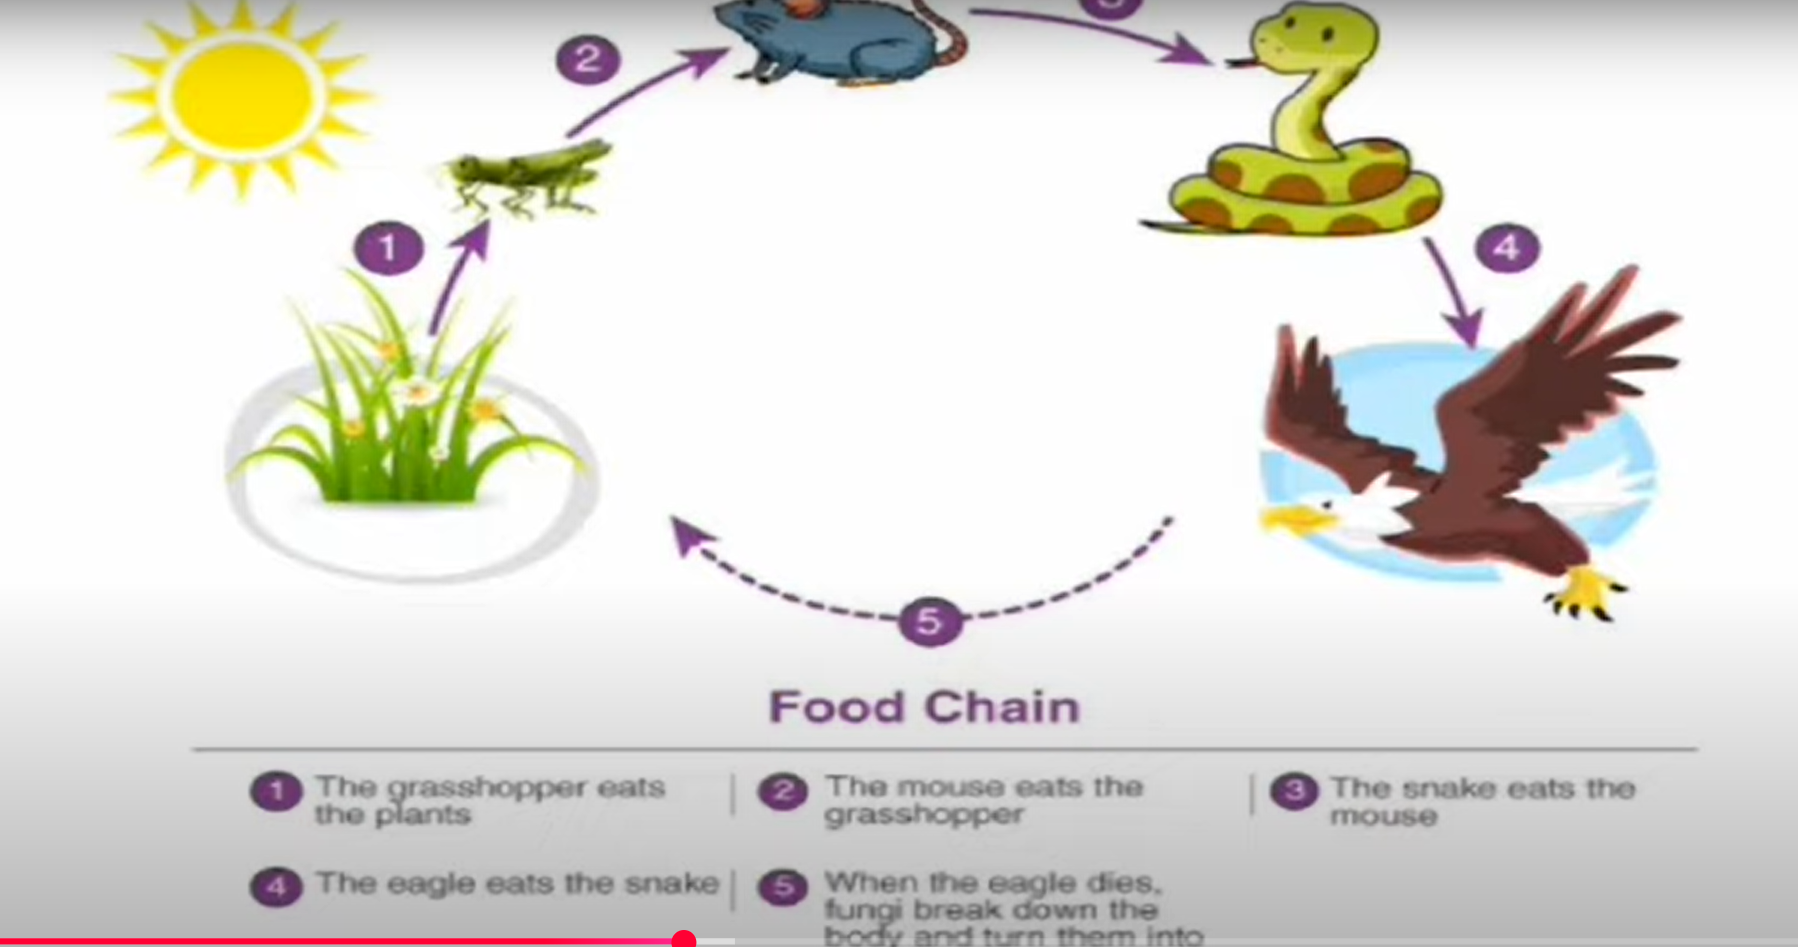 2
3
1
4
5
Food Chain
1 The grasshopper eats
the plants
2 The mouse eats the
grasshopper
3 The snake eats the
mouse
4 The eagle eats the snake
5 When the eagle dies,
fungi break down the
body and turn them into